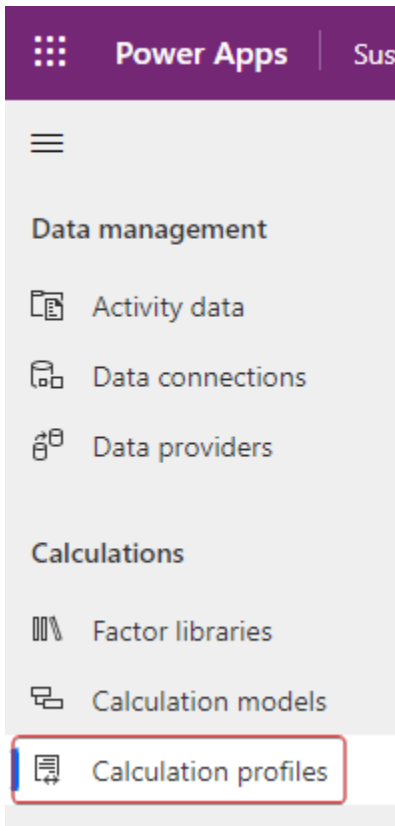 Power Apps Sus
Data management
Activity data
Data connections
Data providers
Calculations
Factor libraries
Calculation models
Calculation profiles